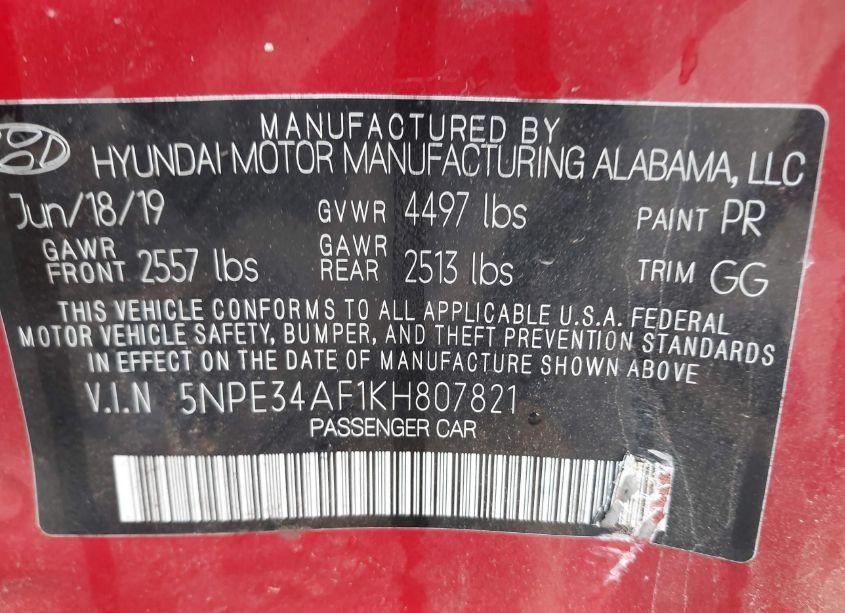 MANUFACTURED BY
HYUNDAI MOTOR MANUFACTURING ALABAMA, LLC
Jun/18/19 GVWR 4497 lbs PAINT PR
GAWR FRONT 2557 lbs GAWR REAR 2513 lbs TRIM GG
THIS VEHICLE CONFORMS TO ALL APPLICABLE U.S.A. FEDERAL
MOTOR VEHICLE SAFETY, BUMPER, AND THEFT PREVENTION STANDARDS
IN EFFECT ON THE DATE OF MANUFACTURE SHOWN ABOVE
V.I.N 5NPE34AF1KH807821
PASSENGER CAR